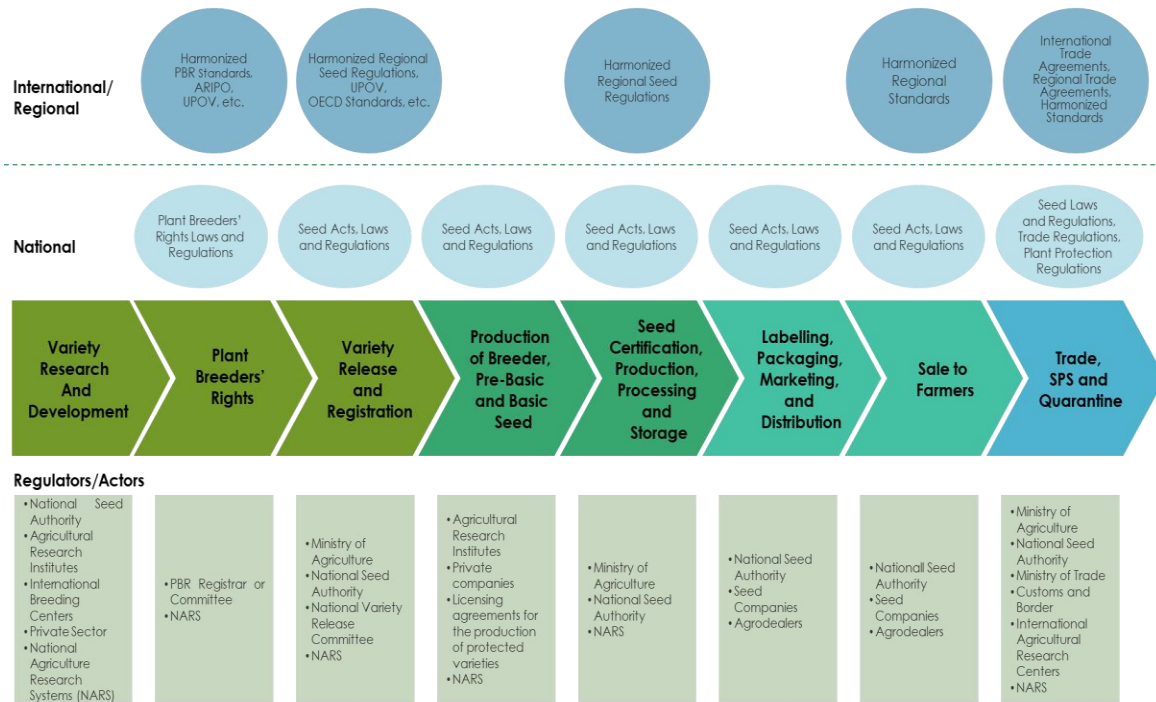 Harmonized
PBR Standards,
ARIPO,
UPOV, etc.
Harmonized Regional
Seed Regulations,
UPOV,
OECD Standards, etc.
Harmonized
Regional Seed
Regulations
Harmonized
Regional
Standards
International
Trade
Agreements,
Regional Trade
Agreements,
Harmonized
Standards
International/
Regional
National
Plant Breeders'
Rights Laws and
Regulations
Seed Acts, Laws
and Regulations
Seed Acts, Laws
and Regulations
Seed Acts, Laws
and Regulations
Seed Acts, Laws
and Regulations
Seed Acts, Laws
and Regulations
Seed Laws
and Regulations,
Trade Regulations,
Plant Protection
Regulations
Variety
Research
And
Development
Plant
Breeders'
Rights
Variety
Release
and
Registration
Production
of Breeder,
Pre-Basic
and Basic
Seed
Seed
Certification,
Production,
Processing
and
Storage
Labelling,
Packaging,
Marketing,
and
Distribution
Sale to
Farmers
Trade,
SPS and
Quarantine
Regulators/Actors
• National Seed
Authority
• Agricultural
Research
Institutes
• International
Breeding
Centers
• Private Sector
• National
Agriculture
Research
Systems (NARS)
• PBR Registrar or
Committee
• NARS
• Ministry of
Agriculture
• National Seed
Authority
• National Variety
Release
Committee
• NARS
• Agricultural
Research
Institutes
• Private
companies
• Licensing
agreements for
the production
of protected
varieties
• NARS
• Ministry of
Agriculture
• National Seed
Authority
• NARS
• National Seed
Authority
• Seed
Companies
• Agrodealers
• Nationall Seed
Authority
• Seed
Companies
• Agrodealers
• Ministry of
Agriculture
• National Seed
Authority
• Ministry of Trade
• Customs and
Border
• International
Agricultural
Research
Centers
• NARS